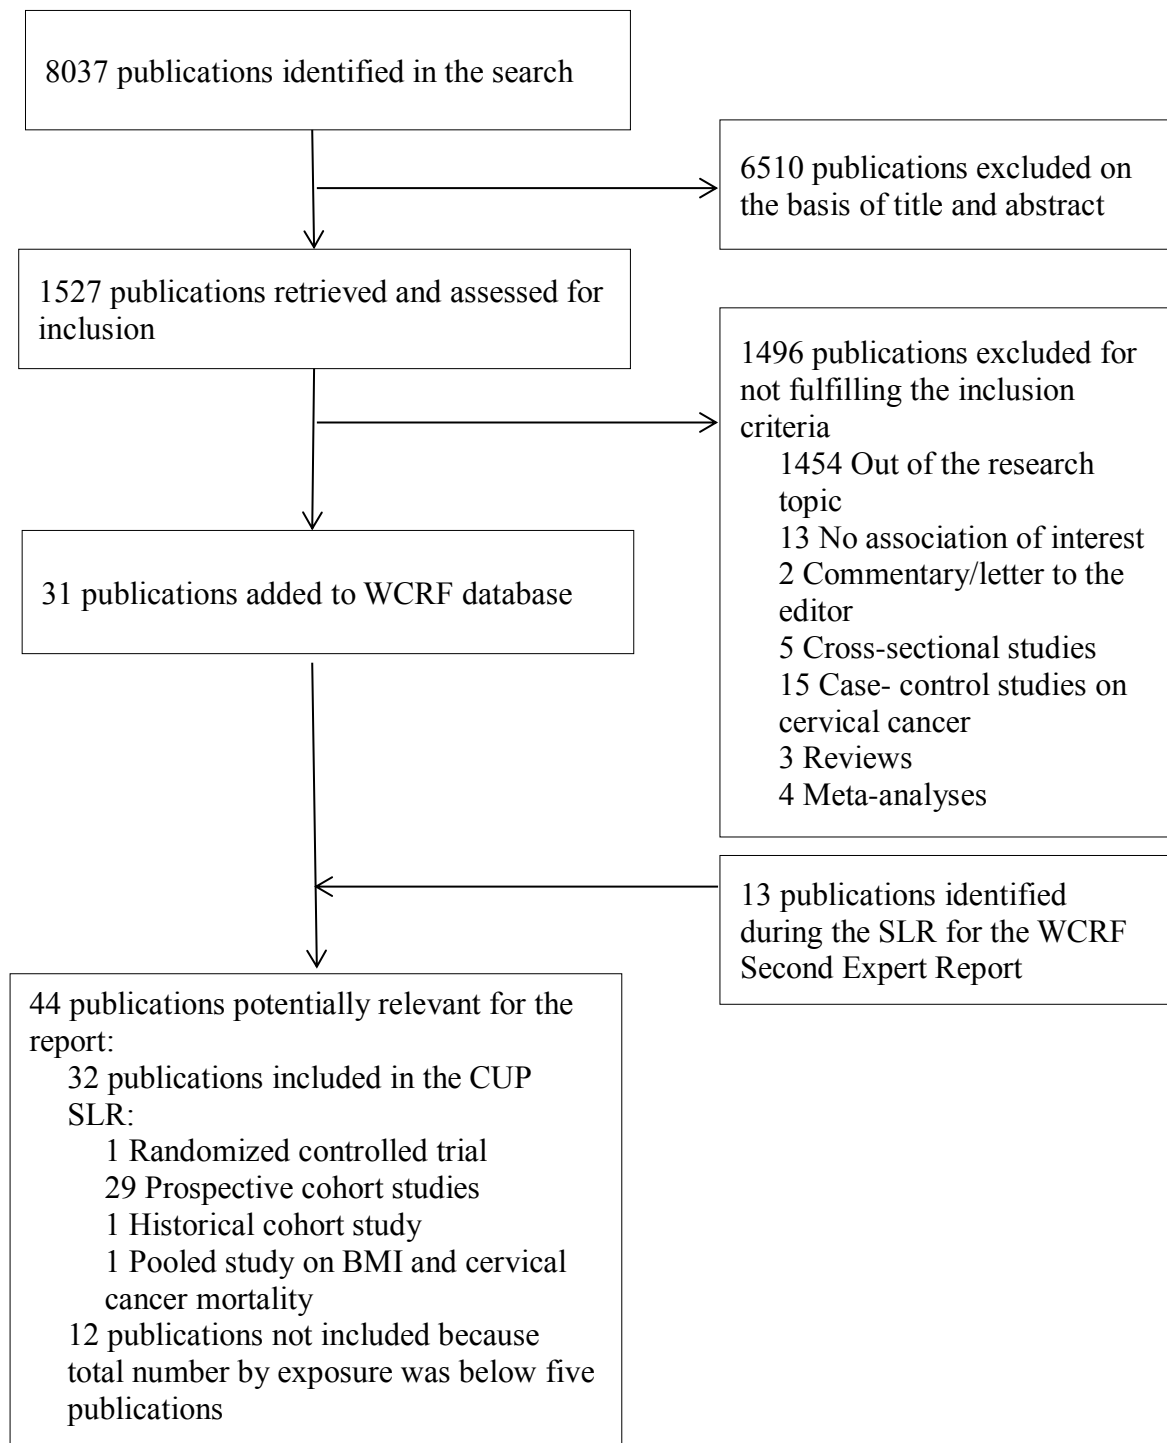 8037 publications identified in the search
6510 publications excluded on
the basis of title and abstract
1527 publications retrieved and assessed for
inclusion
1496 publications excluded for
not fulfilling the inclusion
criteria
1454 Out of the research
topic
13 No association of interest
2 Commentary/letter to the
editor
5 Cross-sectional studies
15 Case- control studies on
cervical cancer
3 Reviews
4 Meta-analyses
31 publications added to WCRF database
13 publications identified
during the SLR for the WCRF
Second Expert Report
44 publications potentially relevant for the
report:
32 publications included in the CUP
SLR:
1 Randomized controlled trial
29 Prospective cohort studies
1 Historical cohort study
1 Pooled study on BMI and cervical
cancer mortality
12 publications not included because
total number by exposure was below five
publications